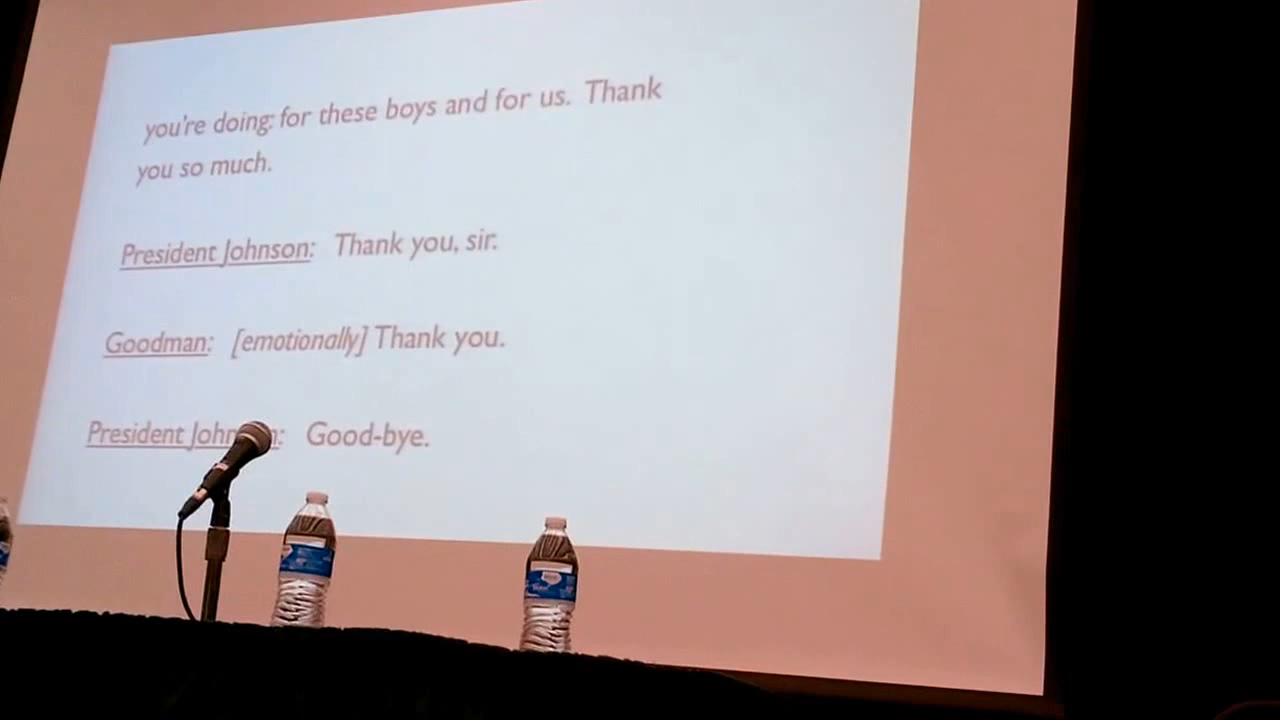 you're doing: for these boys and for us. Thank
you so much.
President Johnson: Thank you, sir.
Goodman: [emotionally] Thank you.
President Johnson: Good-bye.